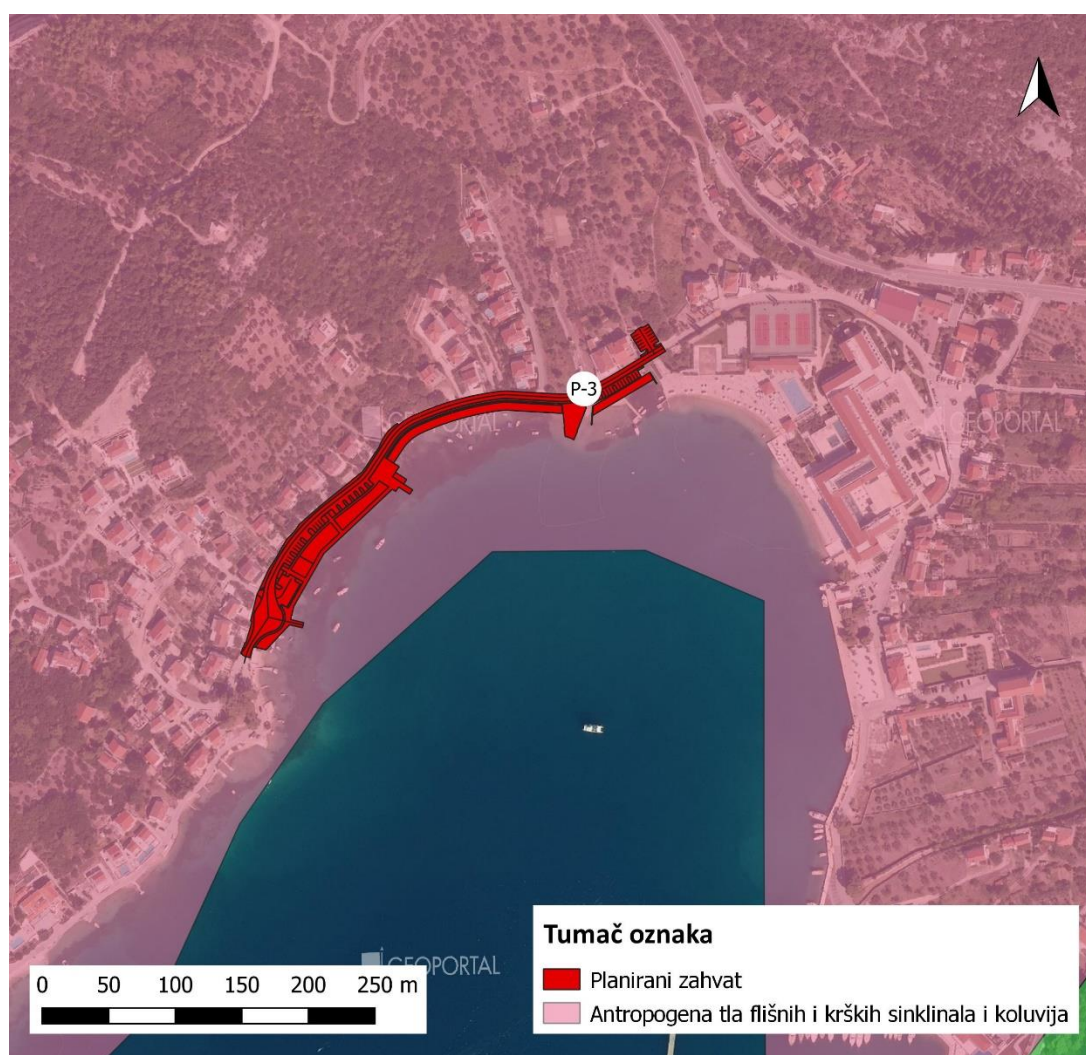 P-3
GEOPORTAL
GEOPORTAL
GEOPORTAL
Tumač oznaka
0 50 100 150 200 250 m
Planirani zahvat
Antropogena tla flišnih i krških sinklinala i koluvija